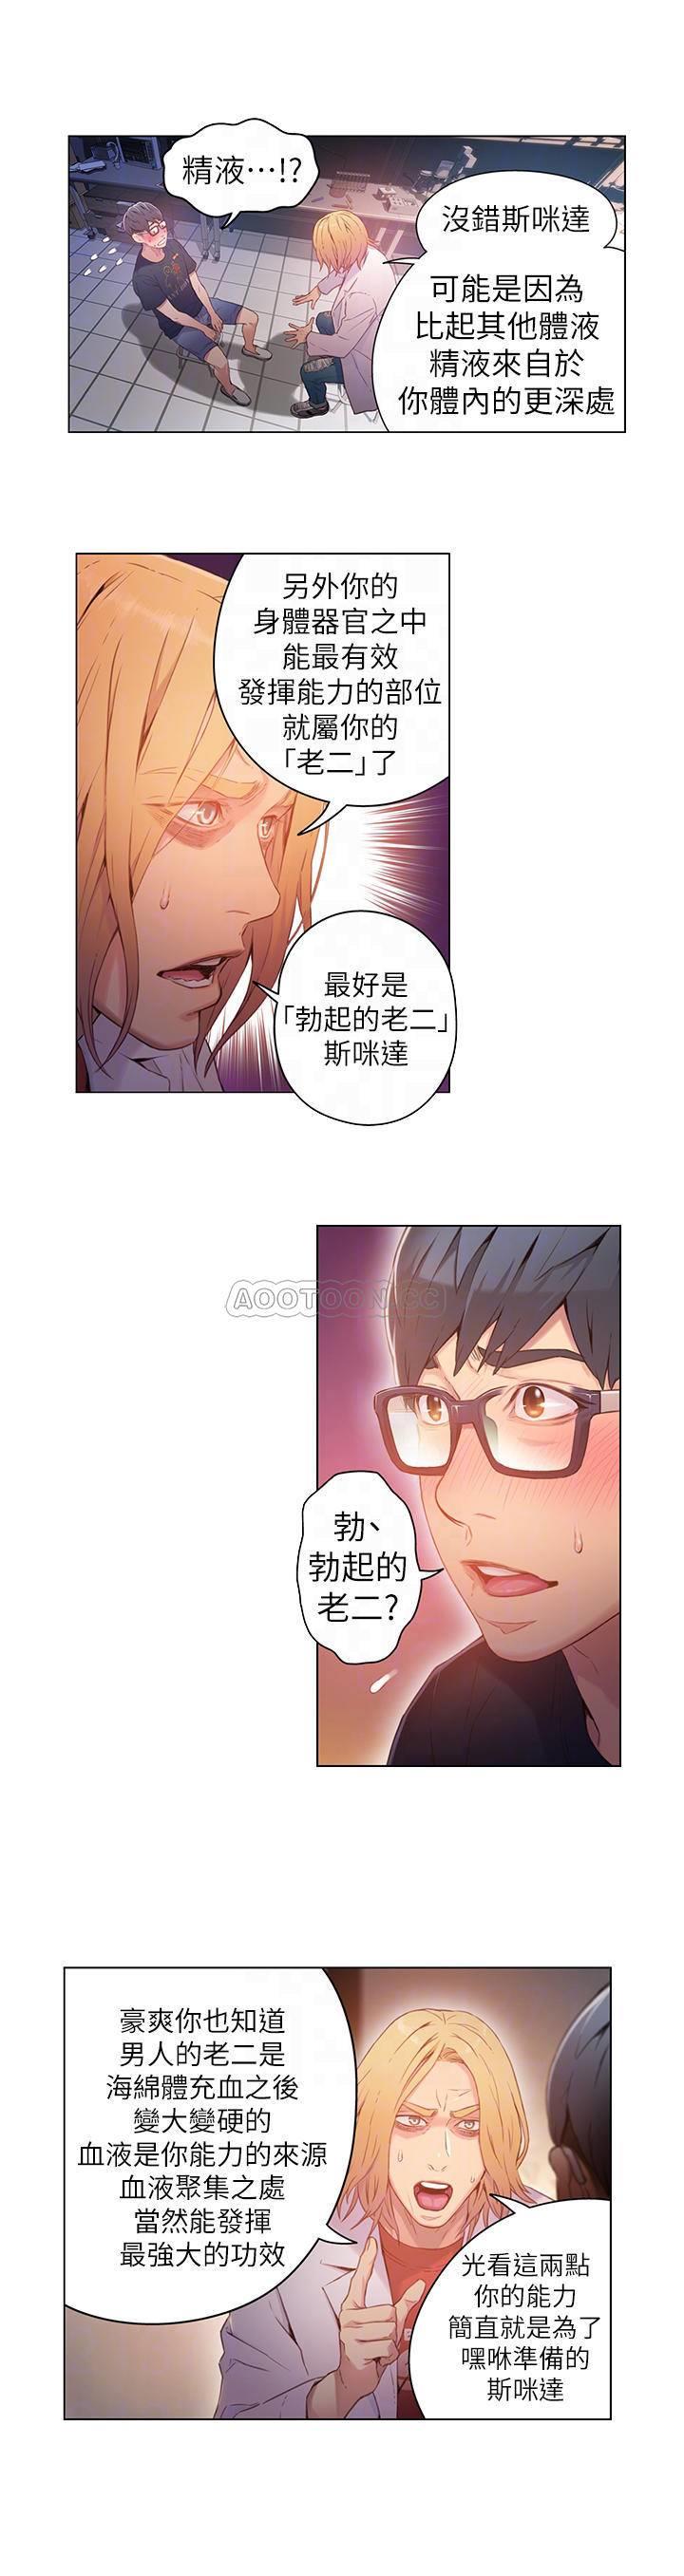 精液…!?
沒錯斯咪達
可能是因為
比起其他體液
精液來自於
你體內的更深處
另外你的
身體器官之中
能最有效
發揮能力的部位
就屬你的
「老二」了
最好是
「勃起的老二」
斯咪達
AOOTOON.CC
勃、
勃起的
老二?
豪爽你也知道
男人的老二是
海綿體充血之後
變大變硬的
血液是你能力的來源
血液聚集之處
當然能發揮
最強大的功效
光看這兩點
你的能力
簡直就是為了
嘿咻準備的
斯咪達